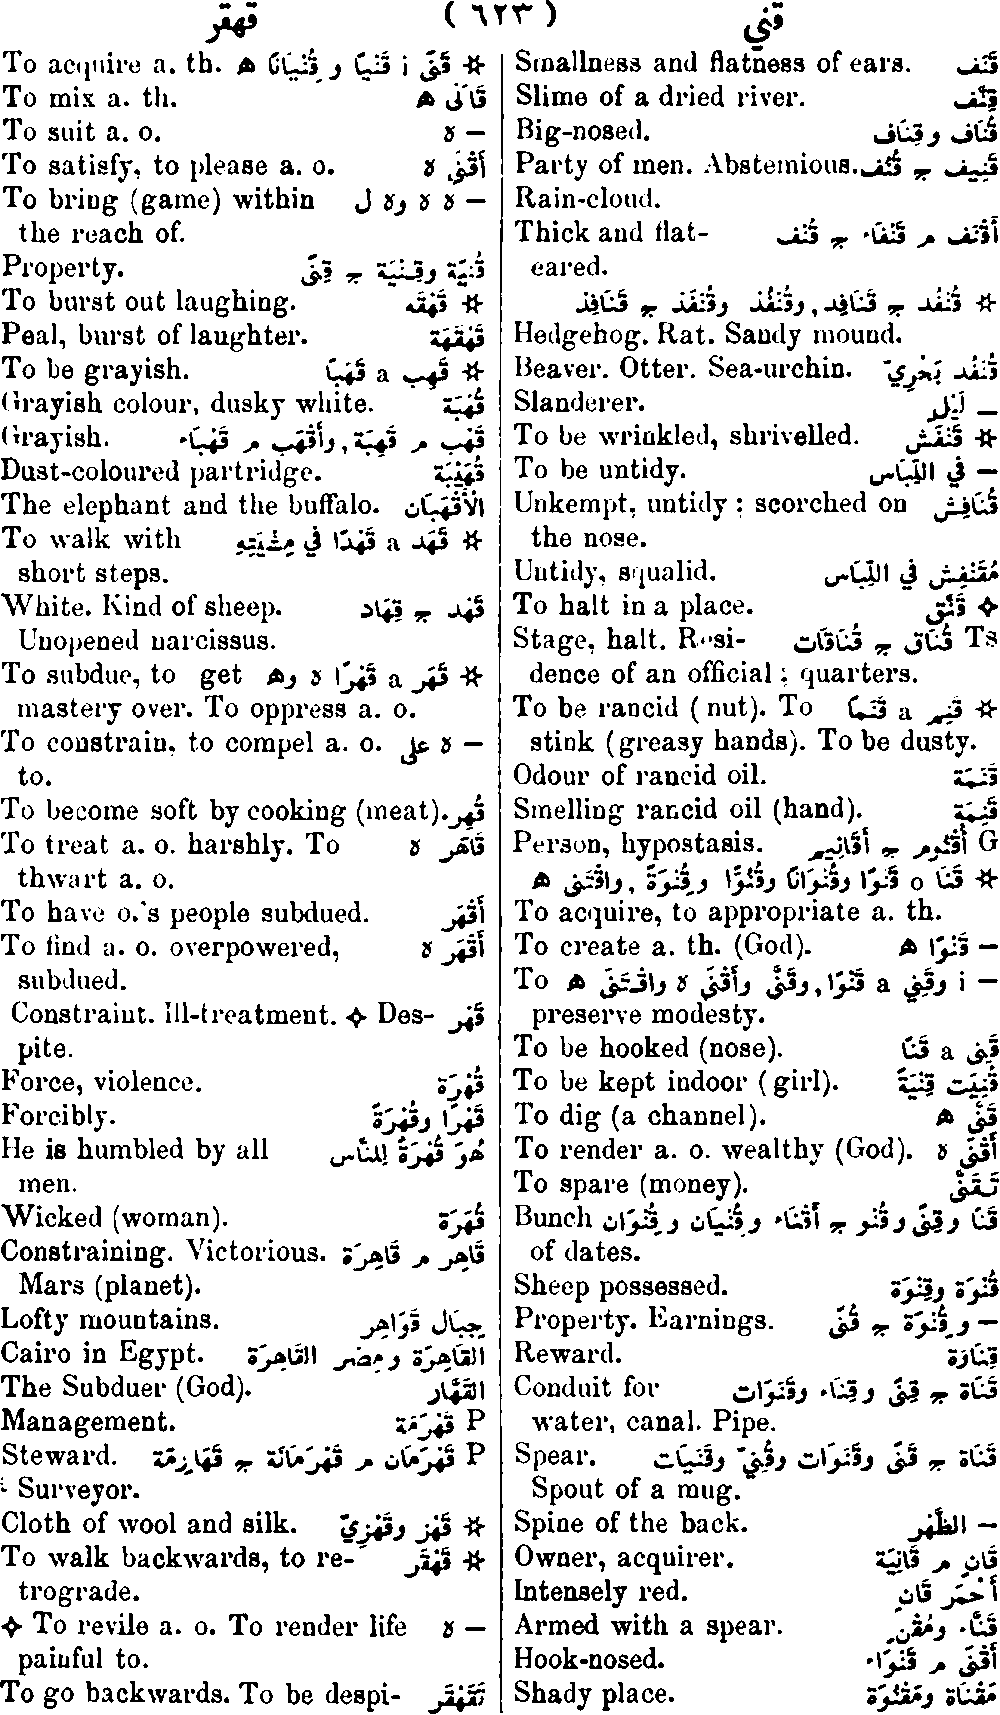 قهقر ( ٦٢٣ ) قني
Smallness and flatness of ears. قَنَف
Slime of a dried river. قِنَّف
Big-nosed. قُنَاف وقِنَاف
Party of men. Abstemious. قَنِيف ج قُنُف
Rain-cloud.
Thick and flat- أَقْنَف م قَنْفَاء ج قُنْف
eared.
☆ قُنْفُد ج قَنَافِد, وقُنْفُذ وقُنْفَذ ج قَنَافِذ
Hedgehog. Rat. Sandy mound.
Beaver. Otter. Sea-urchin. قُنْفُد بَحْرِيّ
Slanderer. — لَيْل
To be wrinkled, shrivelled. ☆ قَنْفَش
To be untidy. — في اللِّبَاس
Unkempt, untidy ; scorched on قُنَافِش
the nose.
Untidy, squalid. مُقَنْفِش في اللِّبَاس
To halt in a place. ❖ قَنَّق
Stage, halt. Resi- Ts قُنَاق ج قُنَاقَات
dence of an official ; quarters.
To be rancid (nut). To ☆ قَنِم a قَنَمًا
stink (greasy hands). To be dusty.
Odour of rancid oil. قَنَمَة
Smelling rancid oil (hand). قَنِمَة
Person, hypostasis. G أُقْنُوم ج أَقَانِيم
☆ قَنَا o قَنْوًا وقُنْوَانًا وقُنُوًّا وقِنْوَةً, واقْتَنى ه
To acquire, to appropriate a. th.
To create a. th. (God). — قَنْوًا ه
To — i وقَنِي a قَنْوًا, وقَنَّى وأَقْنَى ه واقْتَنَى ه
preserve modesty.
To be hooked (nose). قَنِيَ a قَنًا
To be kept indoor (girl). قُنِيَت قِنْيَةً
To dig (a channel). قَنَّى ه
To render a. o. wealthy (God). أَقْنَى ه
To spare (money). تَقَنَّى
Bunch قَنًا وقِنًى وقِنْو ج أَقْنَاء وقِنْيَان وقِنْوَان
of dates.
Sheep possessed. قُنْوَة وقِنْوَة
Property. Earnings. — وقِنْوَة ج قُنًى
Reward. قِنَاوَة
Conduit for قَنَاة ج قِنًى وقِنَاء وقَنَوَات
water, canal. Pipe.
Spear. قَنَاة ج قَنًى وقَنَوَات وقُنِيّ وقَنَيَات
Spout of a mug.
Spine of the back. — الظَّهْر
Owner, acquirer. قَانٍ م قَانِيَة
Intensely red. أَحْمَر قَانٍ
Armed with a spear. قَنَّاء ومُقْنٍ
Hook-nosed. أَقْنَى م قَنْوَاء
Shady place. مَقْنَاة ومَقْنُوَة
To acquire a. th. ☆ قَنَى i قَنْيًا وقُِنْيَانًا ه
To mix a. th. قَانَى ه
To suit a. o. — ه
To satisfy, to please a. o. أَقْنَى ه
To bring (game) within — ه ه وه ل
the reach of.
Property. قُنْيَة وقِنْيَة ج قِنًى
To burst out laughing. ☆ قَهْقَه
Peal, burst of laughter. قَهْقَهَة
To be grayish. ☆ قَهِب a قَهَبًا
Grayish colour, dusky white. قُهْبَة
Grayish. قَهِب م قَهِبَة, وأَقْهَب م قَهْبَاء
Dust-coloured partridge. قُهَيْبَة
The elephant and the buffalo. الأَقْهَبَان
To walk with ☆ قَهَد a قَهْدًا في مِشْيَتِهِ
short steps.
White. Kind of sheep. قَهْد ج قِهَاد
Unopened narcissus.
To subdue, to get ☆ قَهَر a قَهْرًا ه وه
mastery over. To oppress a. o.
To constrain, to compel a. o. — ه على
to.
To become soft by cooking (meat). قُهِر
To treat a. o. harshly. To قَاهَر ه
thwart a. o.
To have o.'s people subdued. أَقْهَر
To find a. o. overpowered, أَقْهَر ه
subdued.
Constraint. Ill-treatment. ❖ Des- قَهْر
pite.
Force, violence. قُهْرَة
Forcibly. قَهْرًا وقُهْرَةً
He is humbled by all هُوَ قُهْرَةٌ لِلنَّاس
men.
Wicked (woman). قُهَرَة
Constraining. Victorious. قَاهِر م قَاهِرَة
Mars (planet).
Lofty mountains. جِبَال قَوَاهِر
Cairo in Egypt. القَاهِرَة ومِصْر القَاهِرَة
The Subduer (God). القَهَّار
Management. P قَهْرَمَة
Steward. P قَهْرَمَان م قَهْرَمَانَة ج قَهَارِمَة
Surveyor.
Cloth of wool and silk. ☆ قَهْز وقَهْزِيّ
To walk backwards, to re- ☆ قَهْقَر
trograde.
❖ To revile a. o. To render life — ه
painful to.
To go backwards. To be despi- تَقَهْقَر